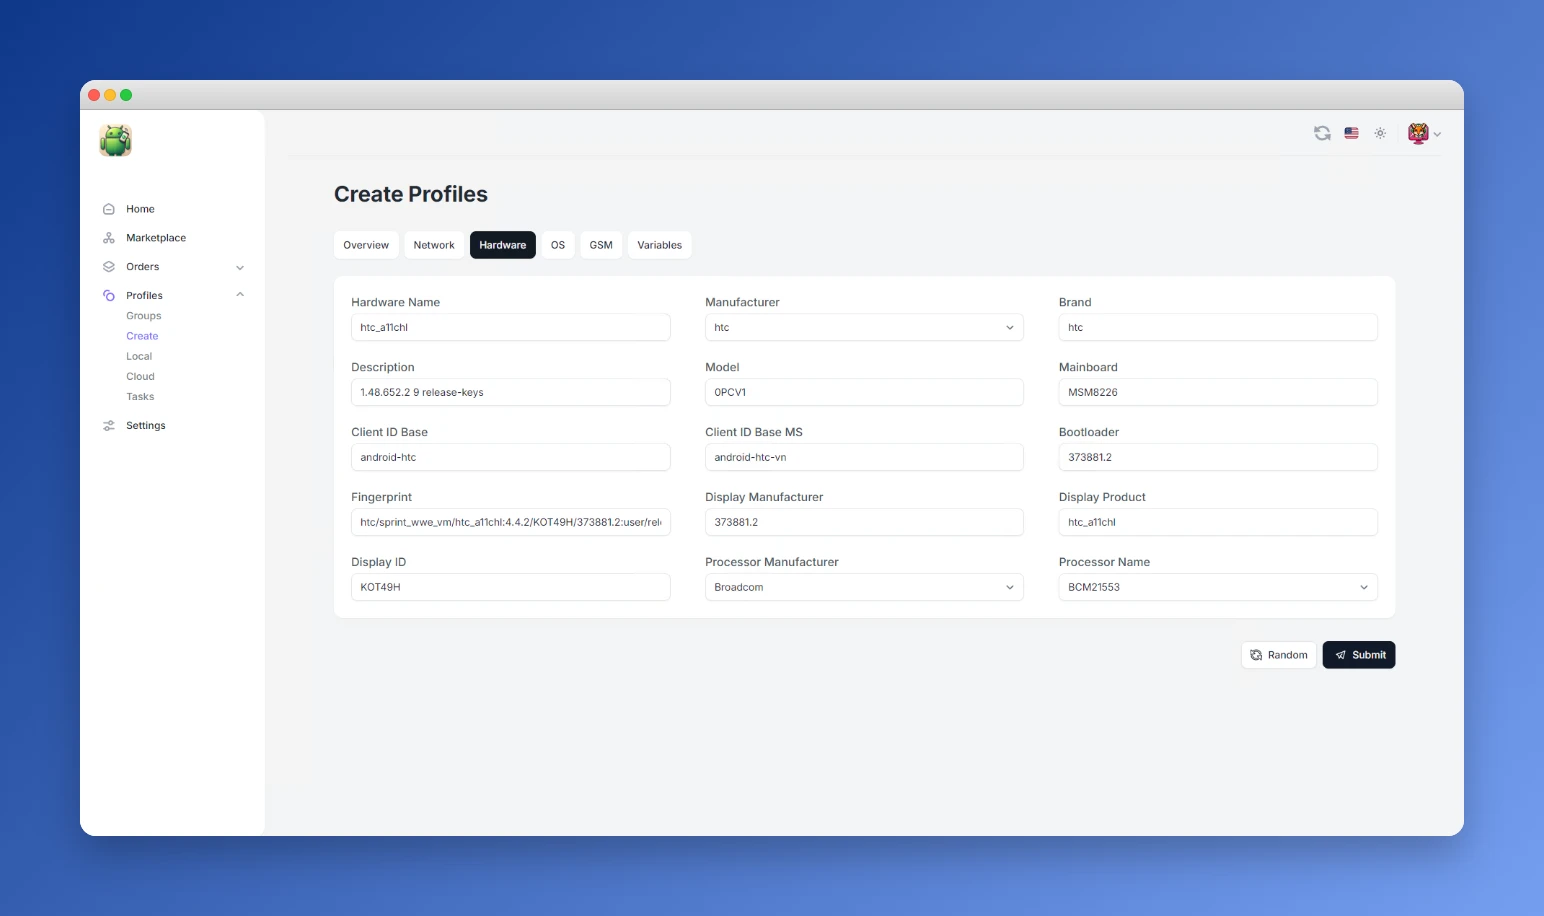 Home
Marketplace
Orders
Profiles
Groups
Create
Local
Cloud
Tasks
Settings
Create Profiles
Overview Network Hardware OS GSM Variables
Hardware Name Manufacturer Brand
htc_a11chl htc htc
Description Model Mainboard
1.48.652.2 9 release-keys 0PCV1 MSM8226
Client ID Base Client ID Base MS Bootloader
android-htc android-htc-vn 373881.2
Fingerprint Display Manufacturer Display Product
htc/sprint_wwe_vm/htc_a11chl:4.4.2/KOT49H/373881.2:user/rel 373881.2 htc_a11chl
Display ID Processor Manufacturer Processor Name
KOT49H Broadcom BCM21553
Random Submit